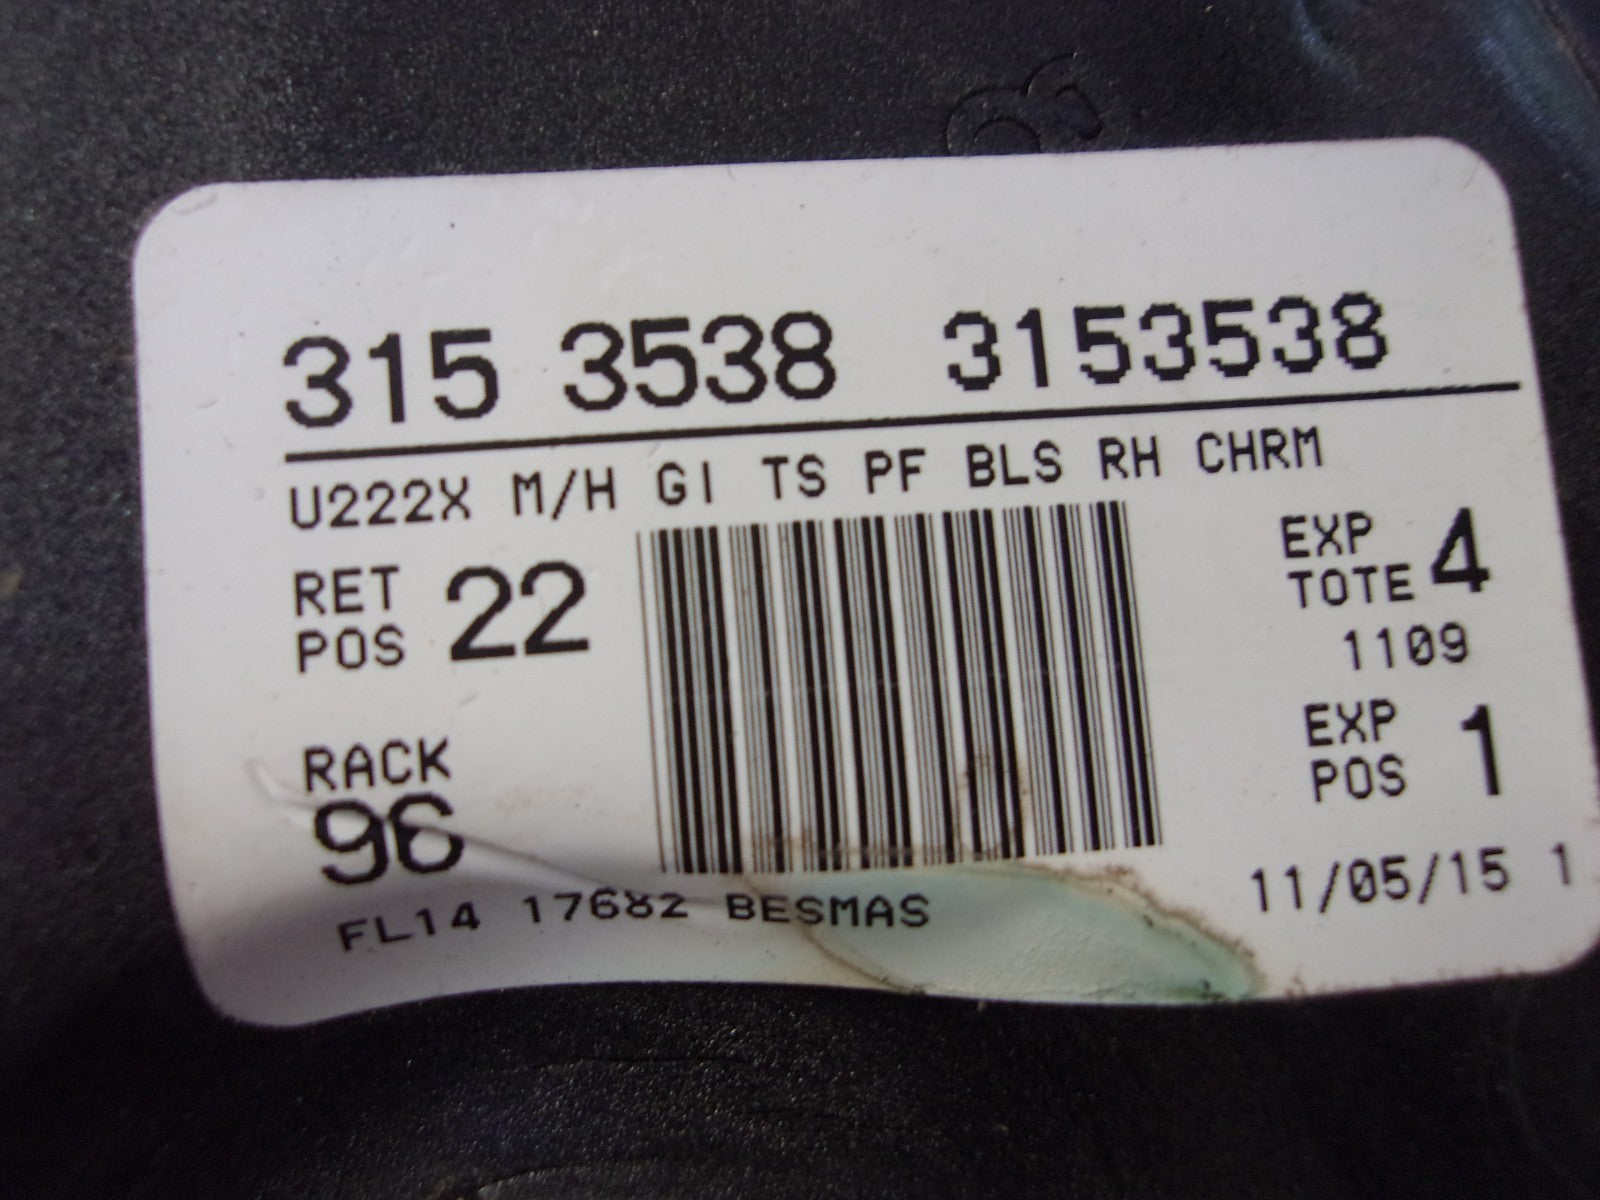 315 3538 3153538
U222X M/H GI TS PF BLS RH CHRM
RET POS 22
EXP TOTE 4
1109
RACK 96
EXP POS 1
FL14 17682 BESMAS 11/05/15 1